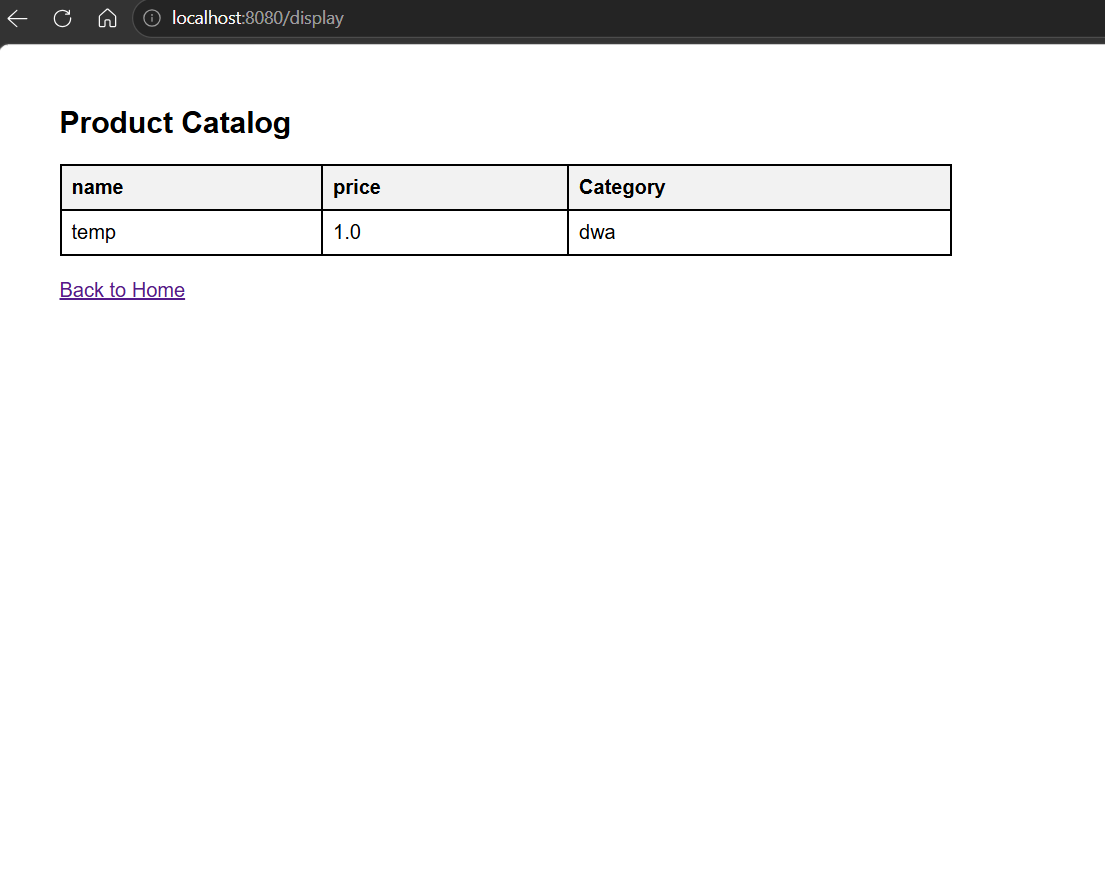 localhost:8080/display
Product Catalog
name price Category
temp 1.0 dwa
Back to Home